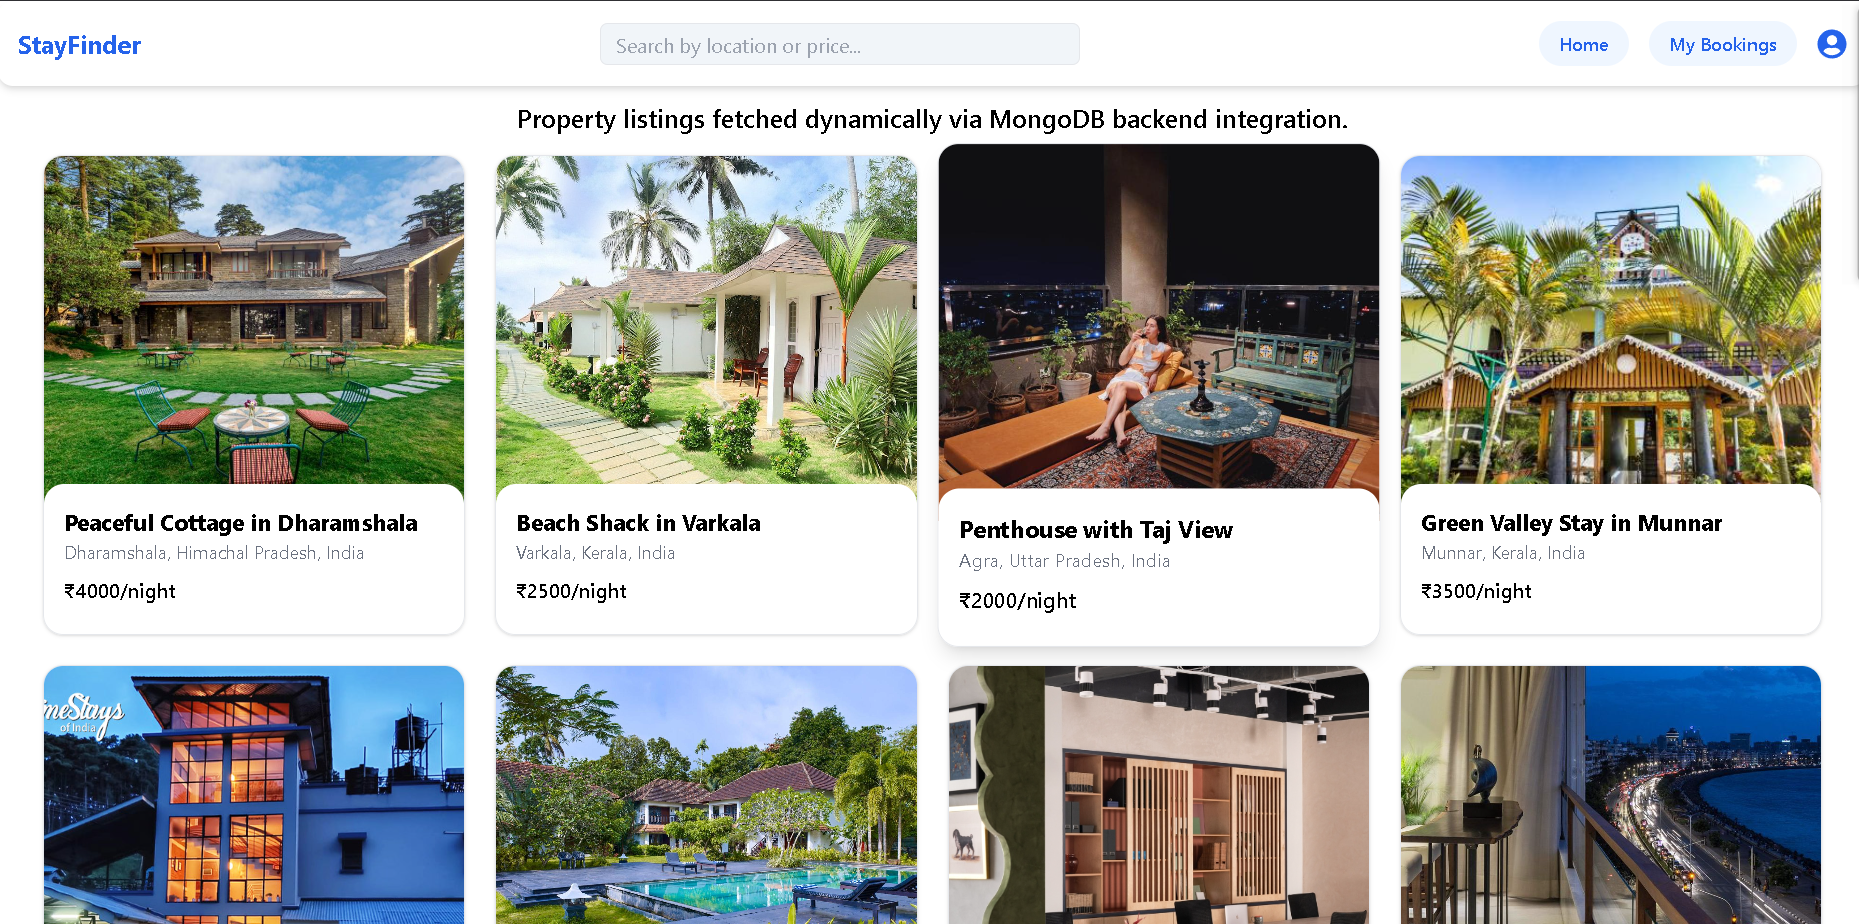 StayFinder
Search by location or price...
Home
My Bookings
Property listings fetched dynamically via MongoDB backend integration.
Peaceful Cottage in Dharamshala
Dharamshala, Himachal Pradesh, India
₹4000/night
Beach Shack in Varkala
Varkala, Kerala, India
₹2500/night
Penthouse with Taj View
Agra, Uttar Pradesh, India
₹2000/night
Green Valley Stay in Munnar
Munnar, Kerala, India
₹3500/night
meStays
of India